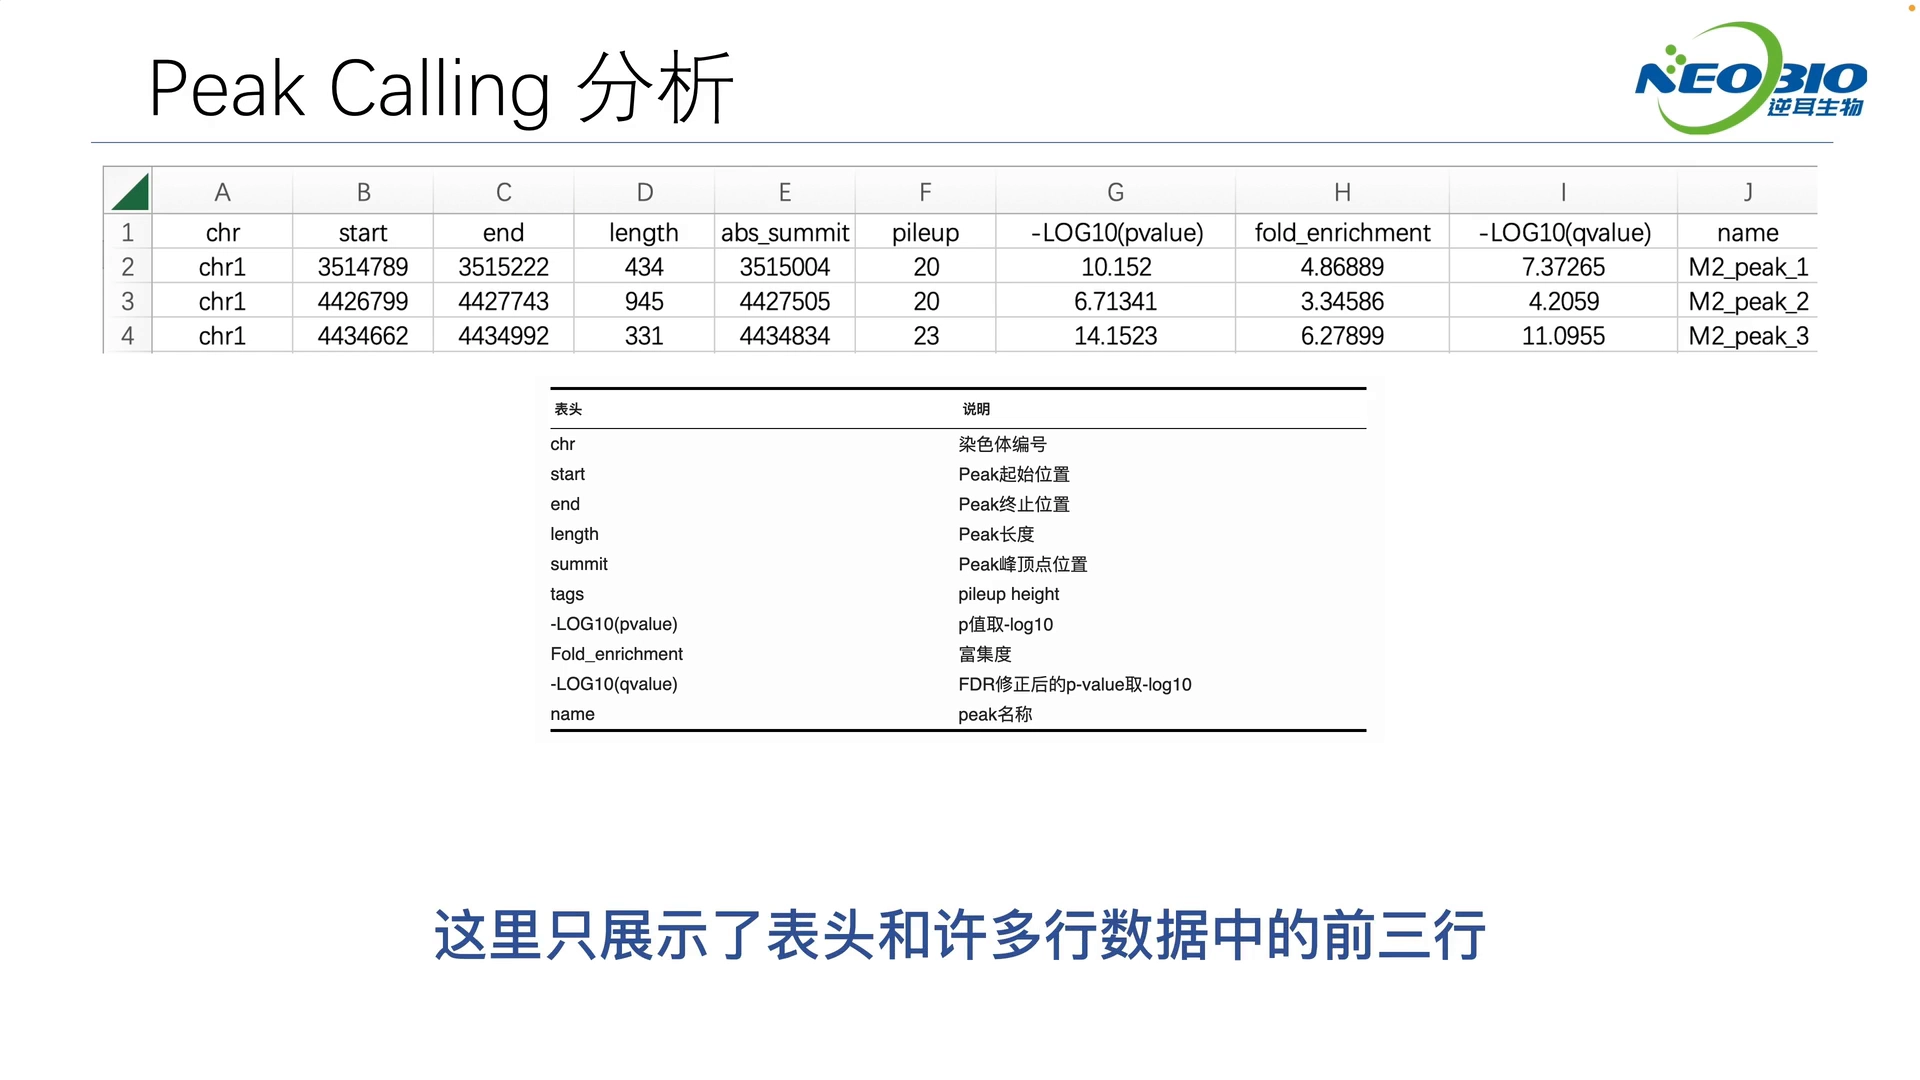 Peak Calling 分析
NEOBIO
逆耳生物
A B C D E F G H I J
1 chr start end length abs_summit pileup -LOG10(pvalue) fold_enrichment -LOG10(qvalue) name
2 chr1 3514789 3515222 434 3515004 20 10.152 4.86889 7.37265 M2_peak_1
3 chr1 4426799 4427743 945 4427505 20 6.71341 3.34586 4.2059 M2_peak_2
4 chr1 4434662 4434992 331 4434834 23 14.1523 6.27899 11.0955 M2_peak_3
表头 说明
chr 染色体编号
start Peak起始位置
end Peak终止位置
length Peak长度
summit Peak峰顶点位置
tags pileup height
-LOG10(pvalue) p值取-log10
Fold_enrichment 富集度
-LOG10(qvalue) FDR修正后的p-value取-log10
name peak名称
这里只展示了表头和许多行数据中的前三行